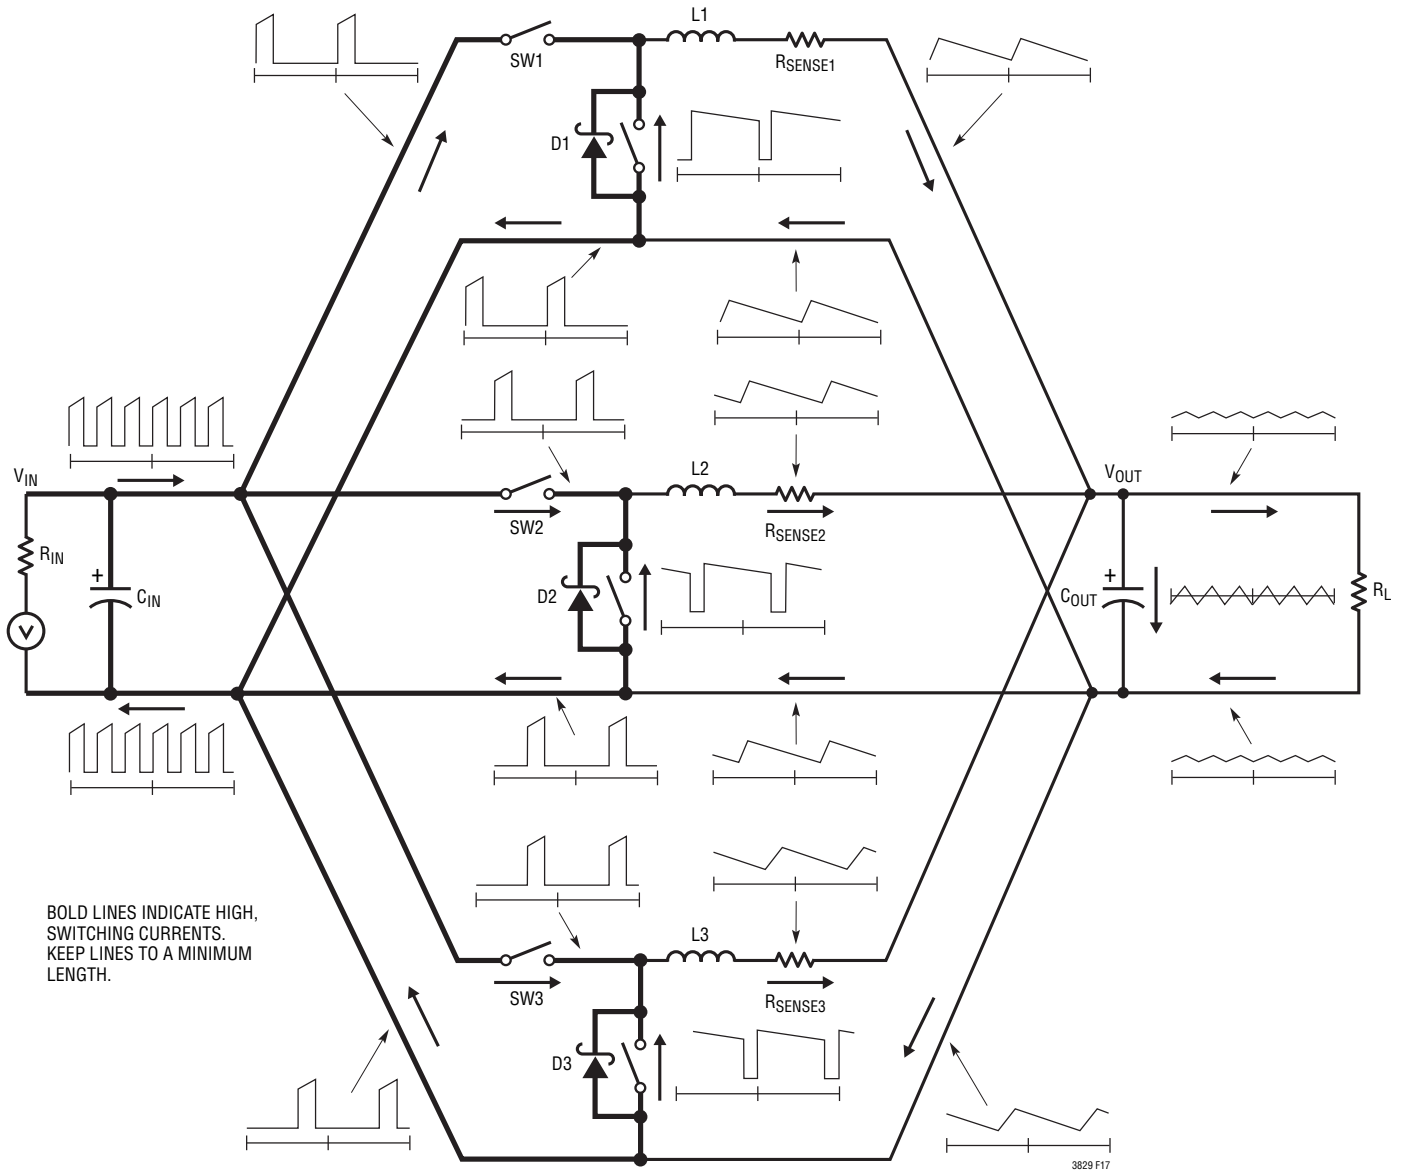 L1
SW1
RSENSE1
D1
VIN
L2
VOUT
SW2
RSENSE2
RIN
+
CIN
D2
+
COUT
RL
BOLD LINES INDICATE HIGH,
SWITCHING CURRENTS.
KEEP LINES TO A MINIMUM
LENGTH.
L3
SW3
RSENSE3
D3
V
3829 F17